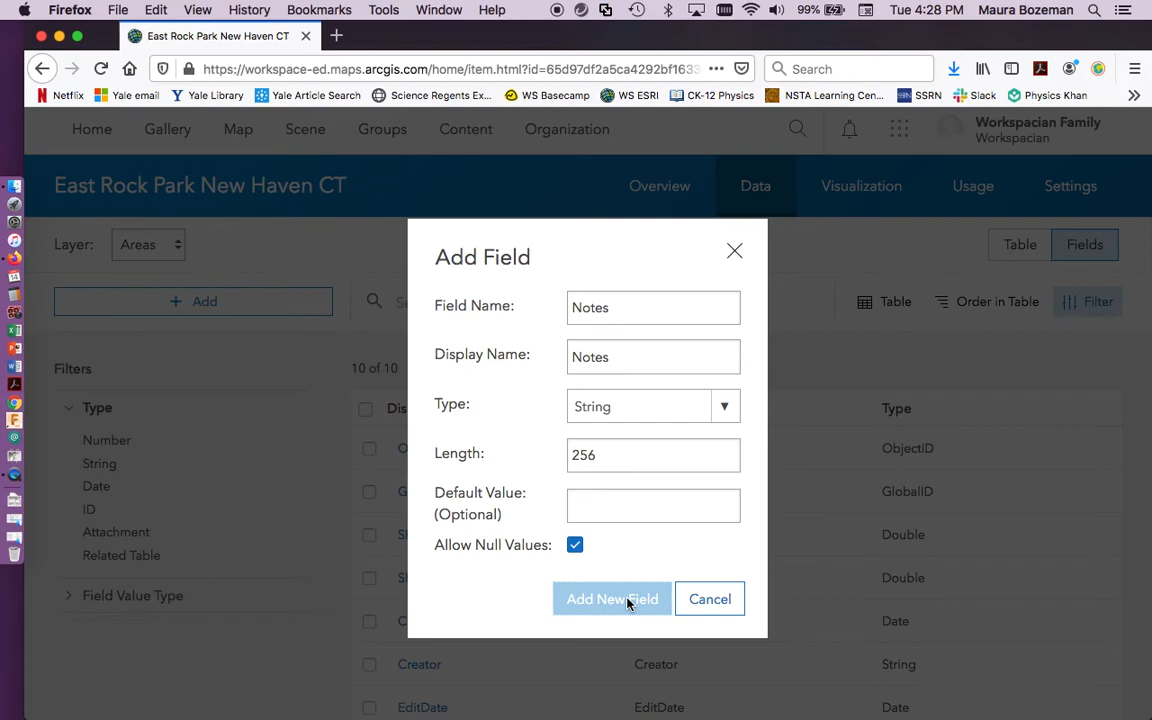 Firefox File Edit View History Bookmarks Tools Window Help 99% Tue 4:28 PM Maura Bozeman
East Rock Park New Haven CT
https://workspace-ed.maps.arcgis.com/home/item.html?id=65d97df2a5ca4292bf1633 Search
Netflix Yale email Yale Library Yale Article Search Science Regents Ex... WS Basecamp WS ESRI CK-12 Physics NSTA Learning Cen... SSRN Slack Physics Khan
Home Gallery Map Scene Groups Content Organization Workspacian Family
Workspacian
East Rock Park New Haven CT Overview Data Visualization Usage Settings
Layer: Areas Table Fields
Add Field
+ Add Table Order in Table Filter
Field Name: Notes
Display Name: Notes
Filters 10 of 10
Type: String
Type Type
Number ObjectID
Length: 256
String
Date GlobalID
Default Value:
(Optional)
ID
Attachment Double
Allow Null Values:
Related Table
Double
Field Value Type
Add New Field Cancel
Date
Creator Creator String
EditDate EditDate Date